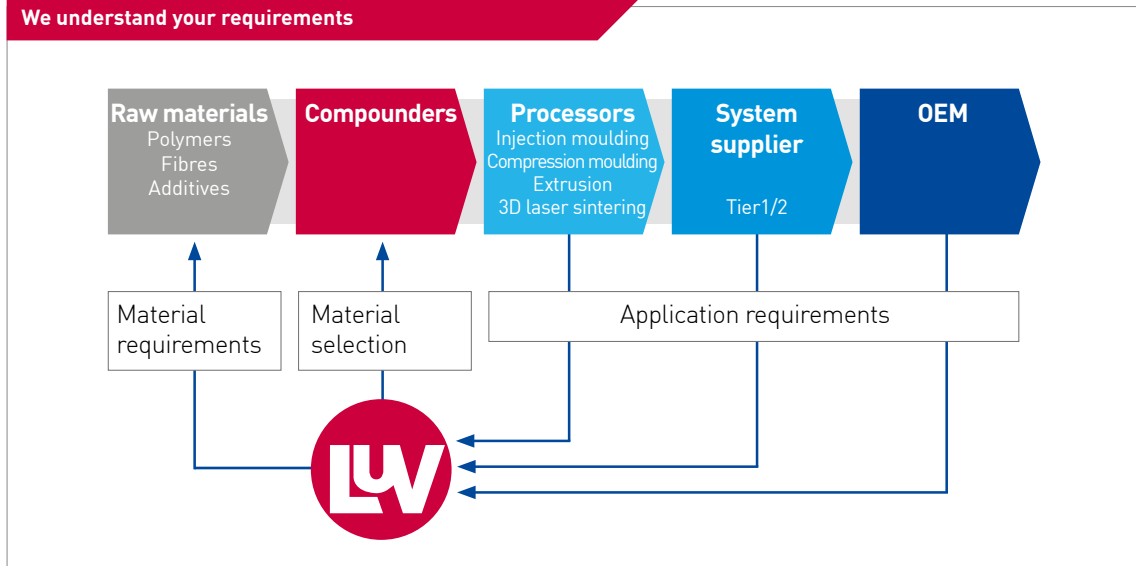 We understand your requirements
Raw materials
Polymers
Fibres
Additives
Compounders
Processors
Injection moulding
Compression moulding
Extrusion
3D laser sintering
System
supplier
Tier1/2
OEM
Material
requirements
Material
selection
Application requirements
LuV